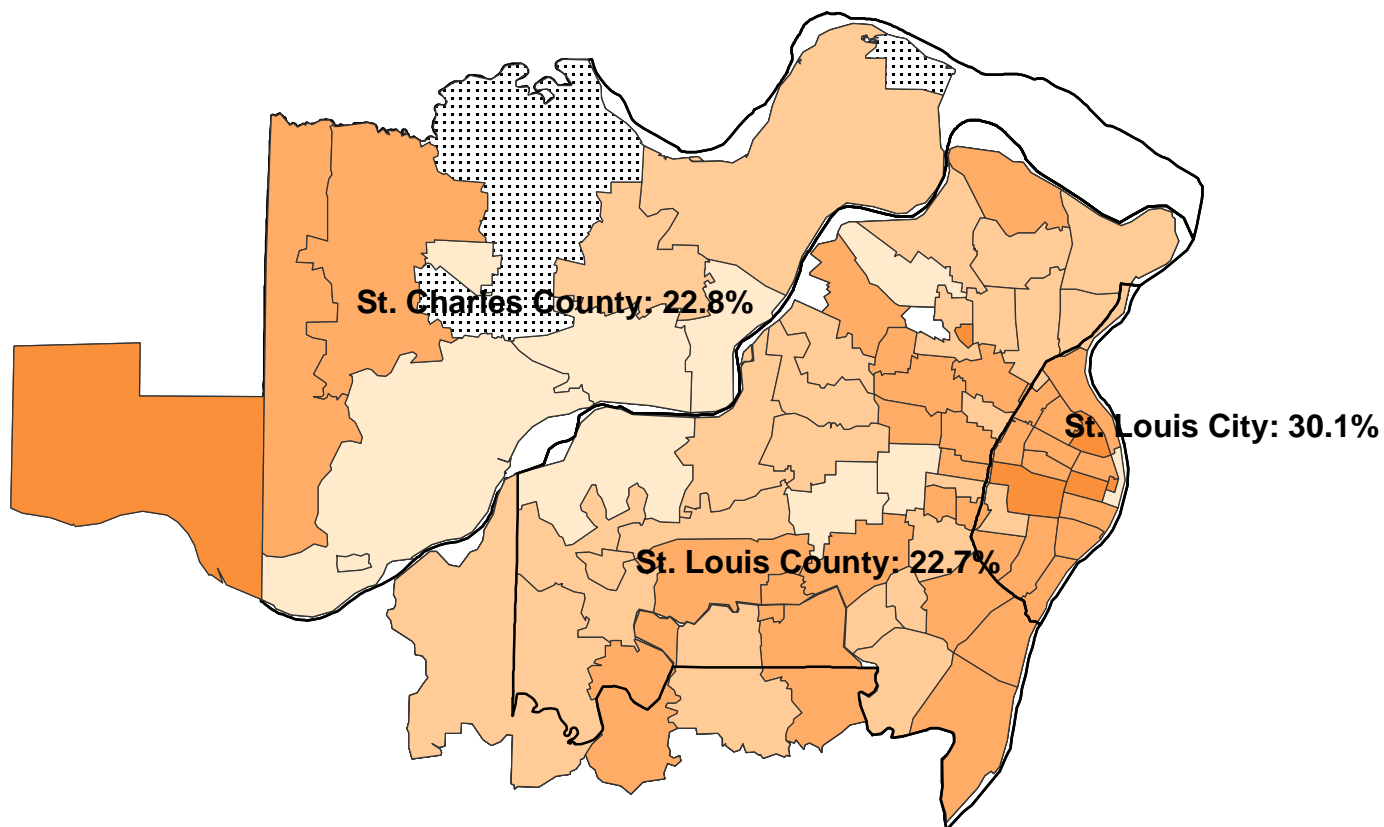 St. Charles County: 22.8%
St. Louis City: 30.1%
St. Louis County: 22.7%